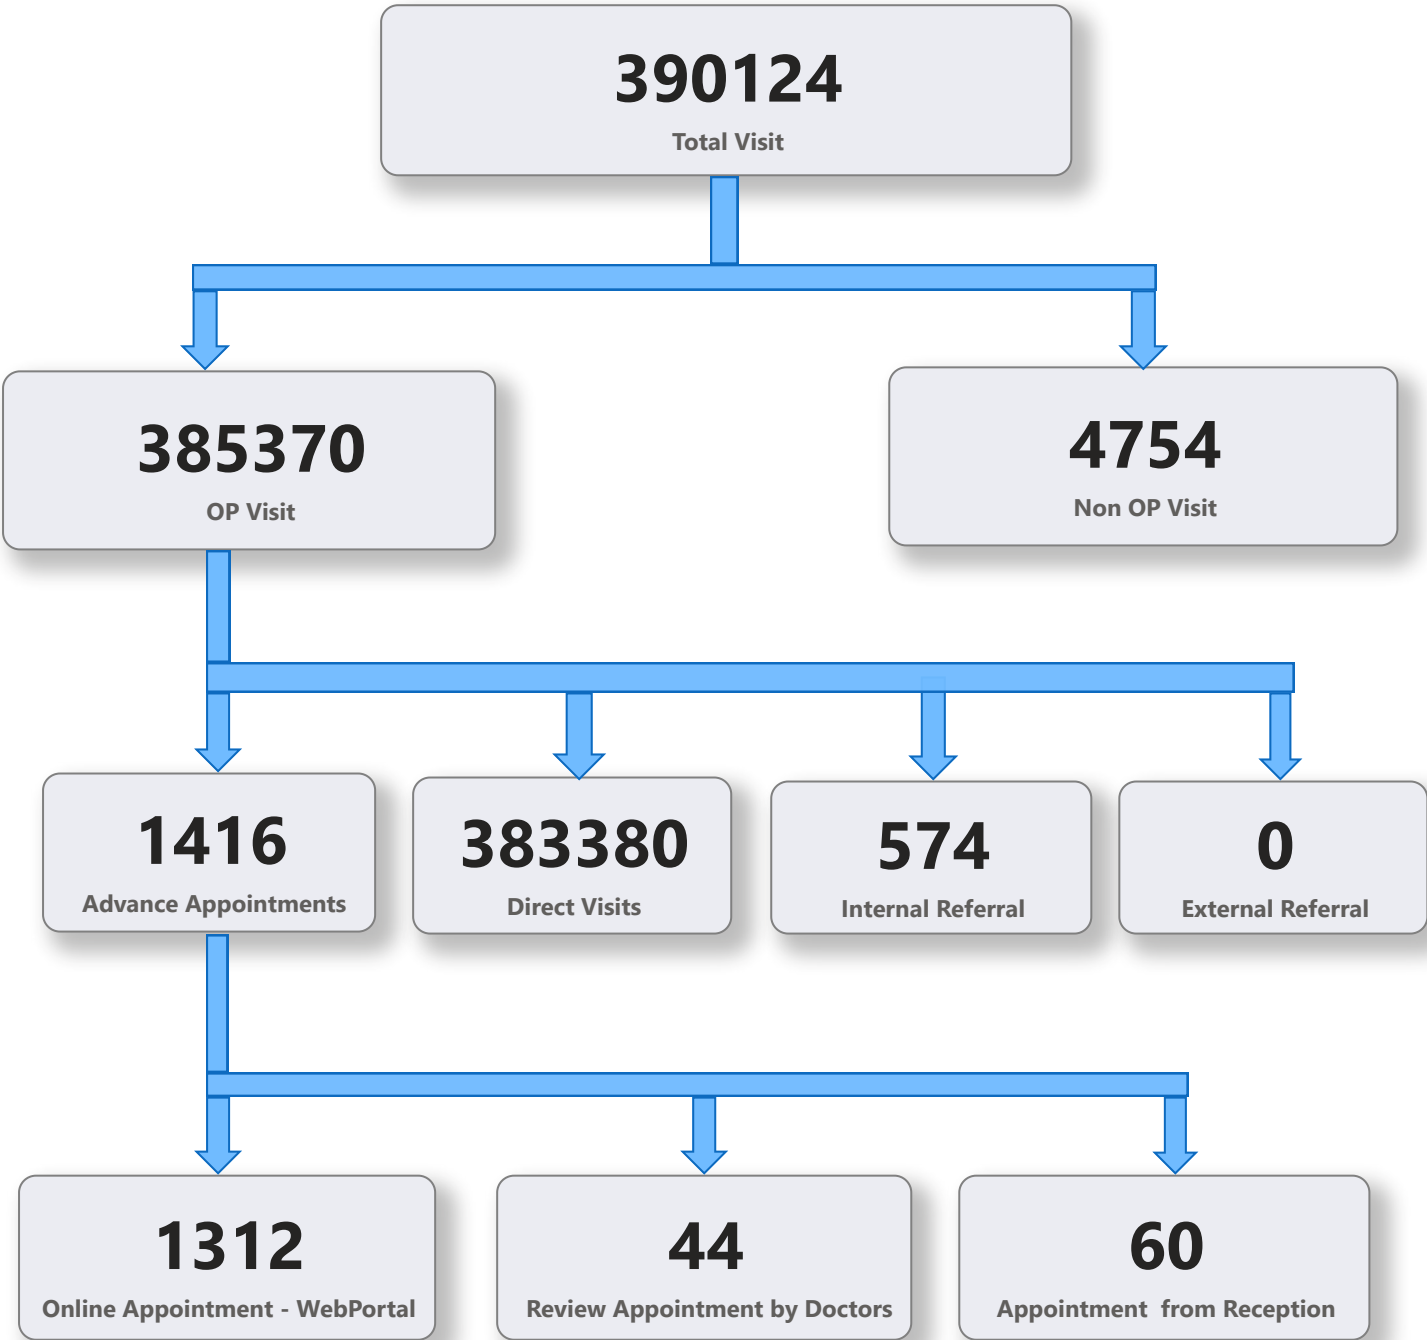 390124
Total Visit
385370
OP Visit
4754
Non OP Visit
1416
Advance Appointments
383380
Direct Visits
574
Internal Referral
0
External Referral
1312
Online Appointment - WebPortal
44
Review Appointment by Doctors
60
Appointment  from Reception